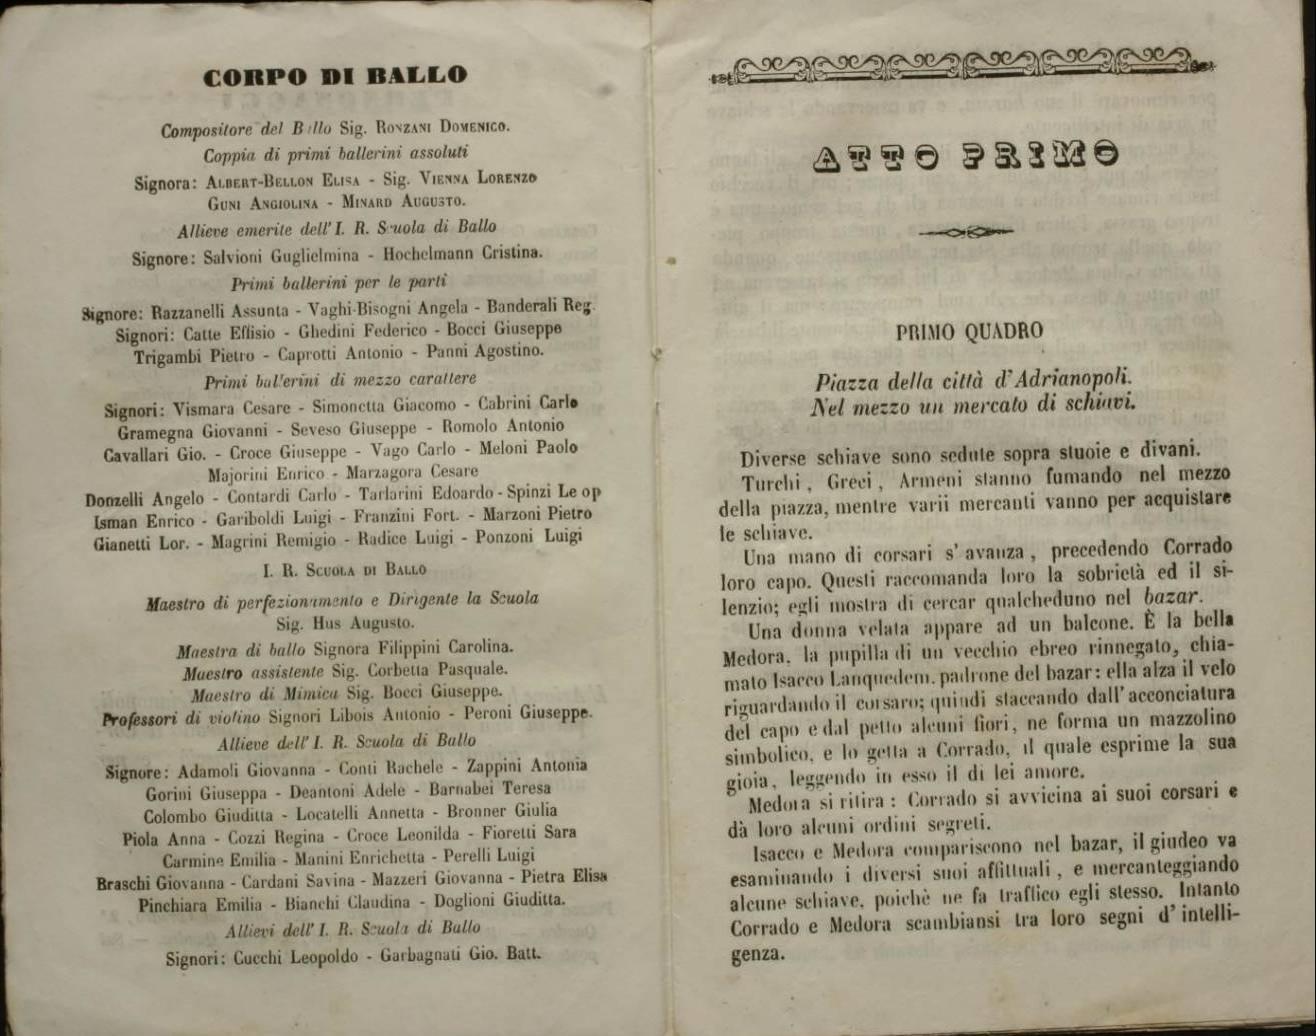 CORPO DI BALLO
Compositore del Ballo Sig. RONZANI DOMENICO.
Coppia di primi ballerini assoluti
Signora: ALBERT-BELLON ELISA - Sig. VIENNA LORENZO
GUNI ANGIOLINA - MINARD AUGUSTO.
Allieve emerite dell' I. R. Scuola di Ballo
Signore: Salvioni Guglielmina - Hochelmann Cristina.
Primi ballerini per le parti
Signore: Razzanelli Assunta - Vaghi-Bisogni Angela - Banderali Reg.
Signori: Catte Effisio - Ghedini Federico - Bocci Giuseppe
Trigambi Pietro - Caprotti Antonio - Panni Agostino.
Primi ballerini di mezzo carattere
Signori: Vismara Cesare - Simonetta Giacomo - Cabrini Carlo
Gramegna Giovanni - Seveso Giuseppe - Romolo Antonio
Cavallari Gio. - Croce Giuseppe - Vago Carlo - Meloni Paolo
Majorini Enrico - Marzagora Cesare
Donzelli Angelo - Contardi Carlo - Tarlarini Edoardo - Spinzi Leop
Isman Enrico - Gariboldi Luigi - Franzini Fort. - Marzoni Pietro
Gianetti Lor. - Magrini Remigio - Radice Luigi - Ponzoni Luigi
I. R. SCUOLA DI BALLO
Maestro di perfezionamento e Dirigente la Scuola
Sig. Hus Augusto.
Maestra di ballo Signora Filippini Carolina.
Maestro assistente Sig. Corbetta Pasquale.
Maestro di Mimica Sig. Bocci Giuseppe.
Professori di violino Signori Libois Antonio - Peroni Giuseppe.
Allieve dell' I. R. Scuola di Ballo
Signore: Adamoli Giovanna - Conti Rachele - Zappini Antonia
Gorini Giuseppa - Deantoni Adele - Barnabei Teresa
Colombo Giuditta - Locatelli Annetta - Bronner Giulia
Piola Anna - Cozzi Regina - Croce Leonilda - Fioretti Sara
Carmine Emilia - Manini Enrichetta - Perelli Luigi
Braschi Giovanna - Cardani Savina - Mazzeri Giovanna - Pietra Elisa
Pinchiara Emilia - Bianchi Claudina - Doglioni Giuditta.
Allievi dell' I. R. Scuola di Ballo
Signori: Cucchi Leopoldo - Garbagnati Gio. Batt.
ATTO PRIMO
PRIMO QUADRO
Piazza della città d'Adrianopoli.
Nel mezzo un mercato di schiavi.
Diverse schiave sono sedute sopra stuoie e divani.
Turchi, Greci, Armeni stanno fumando nel mezzo
della piazza, mentre varii mercanti vanno per acquistare
le schiave.
Una mano di corsari s' avanza, precedendo Corrado
loro capo. Questi raccomanda loro la sobrietà ed il si-
lenzio; egli mostra di cercar qualcheduno nel bazar.
Una donna velata appare ad un balcone. È la bella
Medora, la pupilla di un vecchio ebreo rinnegato, chia-
mato Isacco Lanquedem, padrone del bazar: ella alza il velo
riguardando il corsaro; quindi staccando dall' acconciatura
del capo e dal petto alcuni fiori, ne forma un mazzolino
simbolico, e lo getta a Corrado, il quale esprime la sua
gioia, leggendo in esso il di lei amore.
Medora si ritira: Corrado si avvicina ai suoi corsari e
dà loro alcuni ordini segreti.
Isacco e Medora compariscono nel bazar, il giudeo va
esaminando i diversi suoi affittuali, e mercanteggiando
alcune schiave, poichè ne fa traffico egli stesso. Intanto
Corrado e Medora scambiansi tra loro segni d' intelli-
genza.